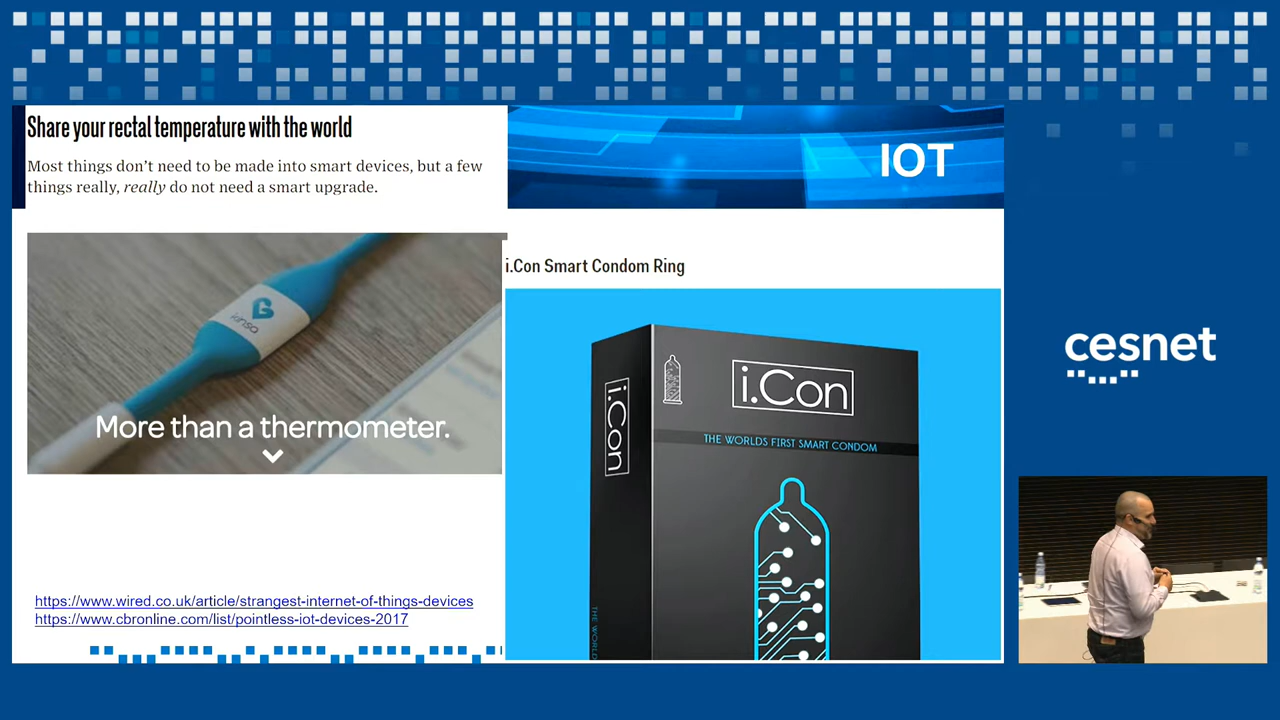 Share your rectal temperature with the world
Most things don't need to be made into smart devices, but a few
things really, really do not need a smart upgrade.
IOT
kinsa
More than a thermometer.
i.Con Smart Condom Ring
i.Con
i.Con
THE WORLDS FIRST SMART CONDOM
THE WORLD
https://www.wired.co.uk/article/strangest-internet-of-things-devices
https://www.cbronline.com/list/pointless-iot-devices-2017
cesnet